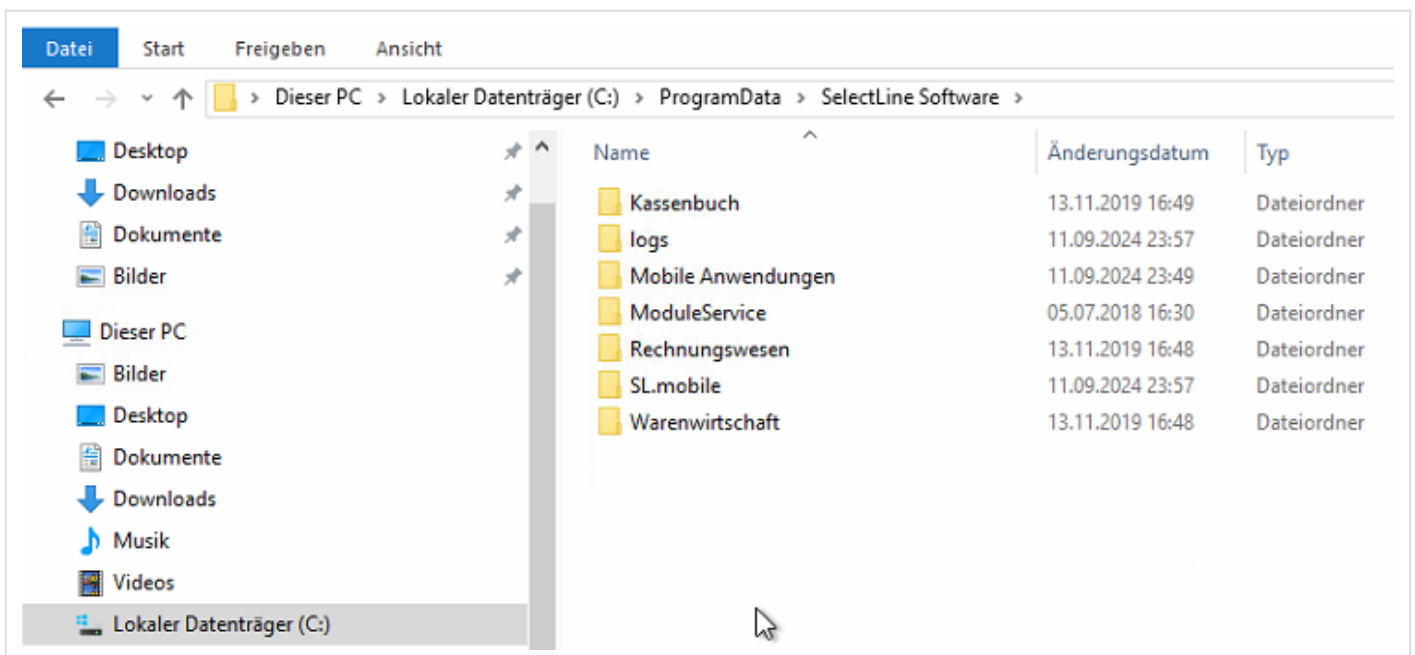 Datei Start Freigeben Ansicht
Dieser PC > Lokaler Datenträger (C:) > ProgramData > SelectLine Software >
Desktop
Downloads
Dokumente
Bilder
Dieser PC
Bilder
Desktop
Dokumente
Downloads
Musik
Videos
Lokaler Datenträger (C:)
Name Änderungsdatum Typ
Kassenbuch 13.11.2019 16:49 Dateiordner
logs 11.09.2024 23:57 Dateiordner
Mobile Anwendungen 11.09.2024 23:49 Dateiordner
ModuleService 05.07.2018 16:30 Dateiordner
Rechnungswesen 13.11.2019 16:48 Dateiordner
SL.mobile 11.09.2024 23:57 Dateiordner
Warenwirtschaft 13.11.2019 16:48 Dateiordner